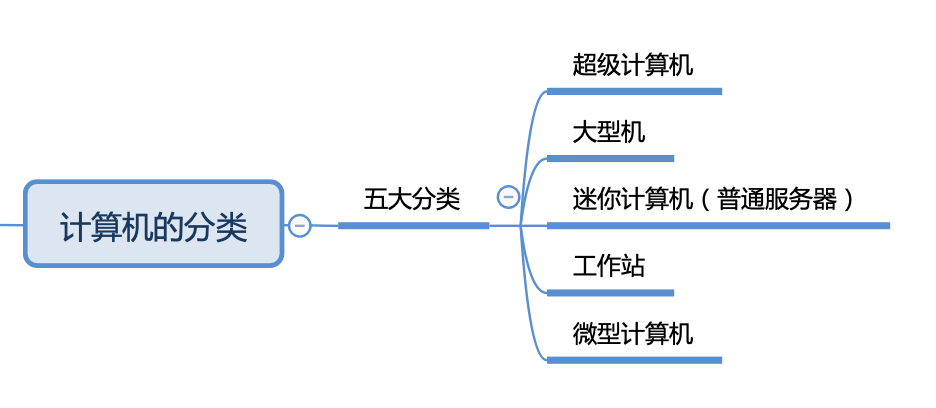 计算机的分类
五大分类
超级计算机
大型机
迷你计算机（普通服务器）
工作站
微型计算机